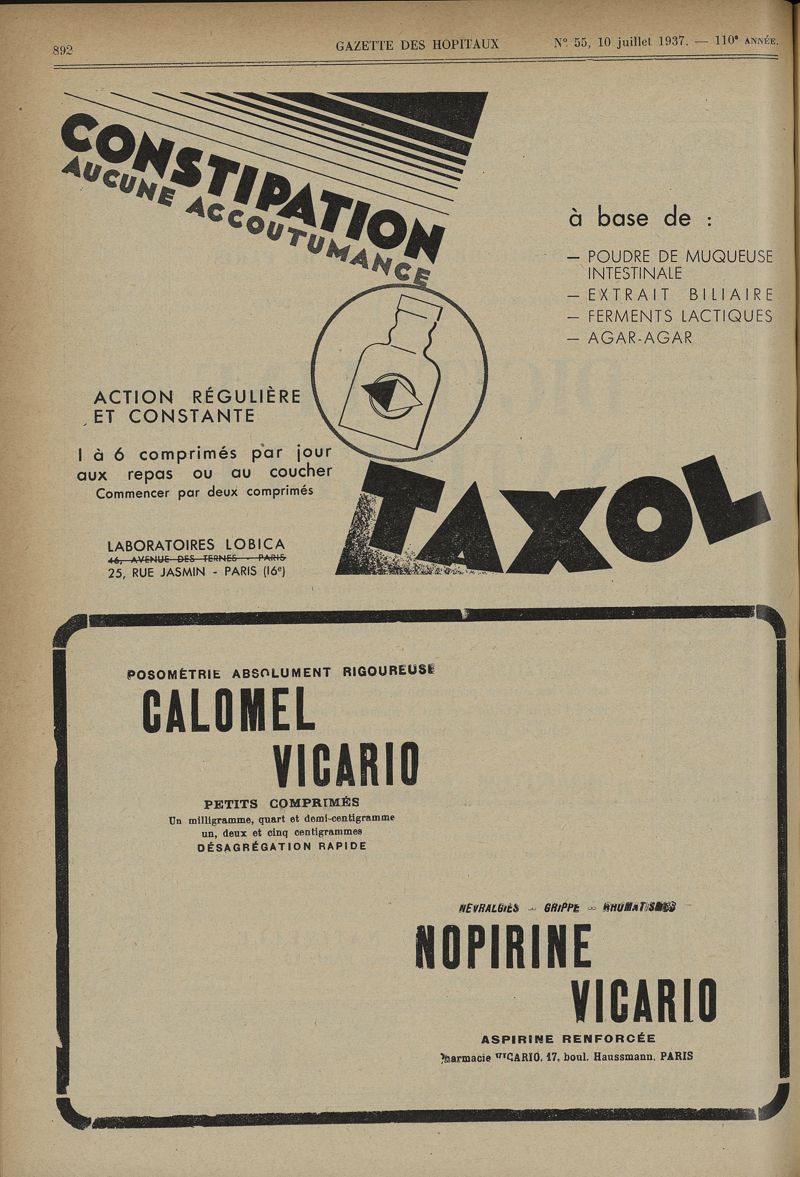 892
GAZETTE DES HOPITAUX
N° 55, 10 juillet 1937. — 110e ANNÉE.
CONSTIPATION
AUCUNE ACCOUTUMANCE
à base de :
— POUDRE DE MUQUEUSE
INTESTINALE
— EXTRAIT BILIAIRE
— FERMENTS LACTIQUES
— AGAR-AGAR
ACTION RÉGULIÈRE
ET CONSTANTE
1 à 6 comprimés par jour
aux repas ou au coucher
Commencer par deux comprimés
TAXOL
LABORATOIRES LOBICA
46, AVENUE DES TERNES - PARIS
25, RUE JASMIN - PARIS (16e)
POSOMÉTRIE ABSOLUMENT RIGOUREUSE
CALOMEL
VICARIO
PETITS COMPRIMÉS
Un milligramme, quart et demi-centigramme
un, deux et cinq centigrammes
DÉSAGRÉGATION RAPIDE
NÉVRALGIES - GRIPPE - RHUMATISMES
NOPIRINE
VICARIO
ASPIRINE RENFORCÉE
Pharmacie VICARIO, 17, boul. Haussmann, PARIS